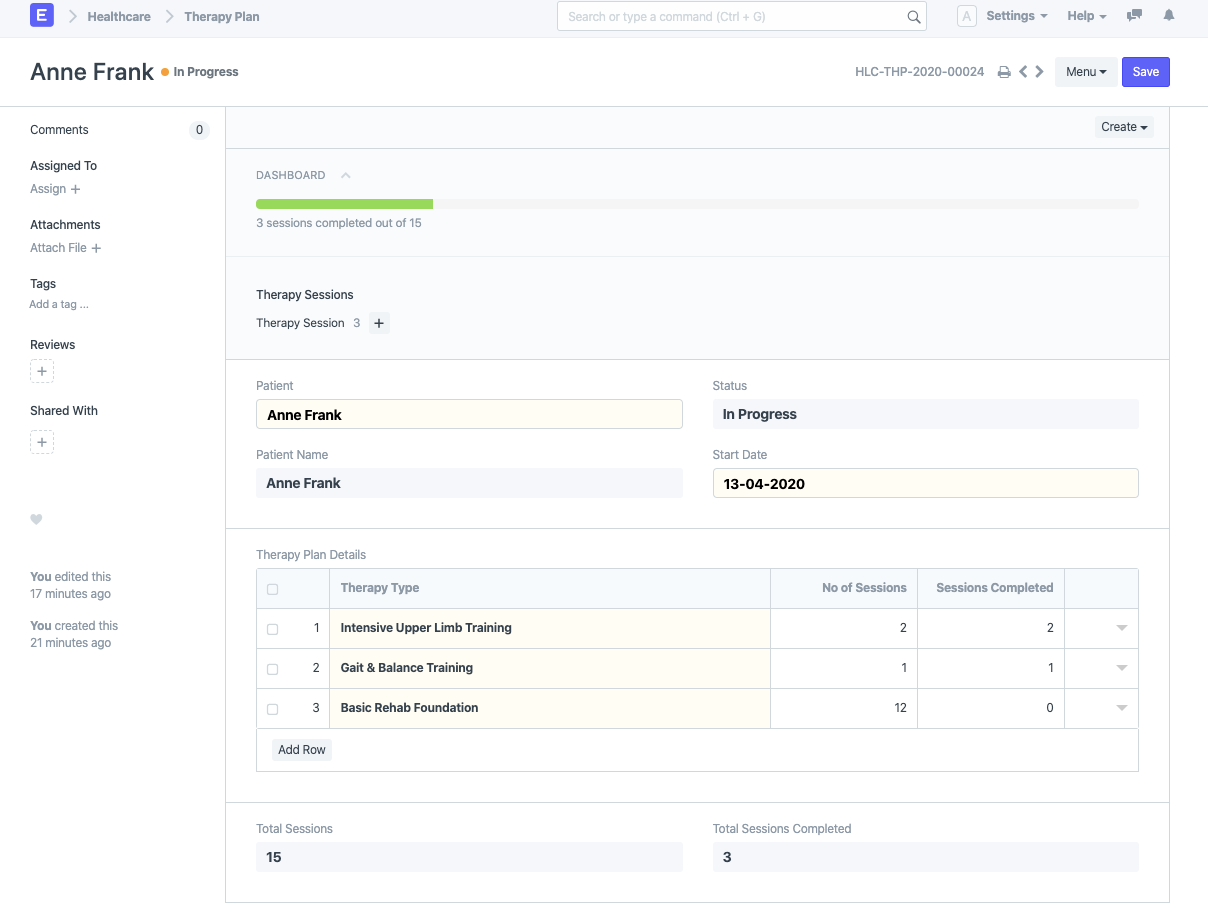 E Healthcare Therapy Plan Search or type a command (Ctrl + G) A Settings Help
Anne Frank In Progress HLC-THP-2020-00024 Menu Save
Comments 0
Assigned To
Assign +
Attachments
Attach File +
Tags
Add a tag ...
Reviews
+
Shared With
+
You edited this
17 minutes ago
You created this
21 minutes ago
Create
DASHBOARD
3 sessions completed out of 15
Therapy Sessions
Therapy Session 3 +
Patient Status
Anne Frank In Progress
Patient Name Start Date
Anne Frank 13-04-2020
Therapy Plan Details
Therapy Type No of Sessions Sessions Completed
1 Intensive Upper Limb Training 2 2
2 Gait & Balance Training 1 1
3 Basic Rehab Foundation 12 0
Add Row
Total Sessions Total Sessions Completed
15 3